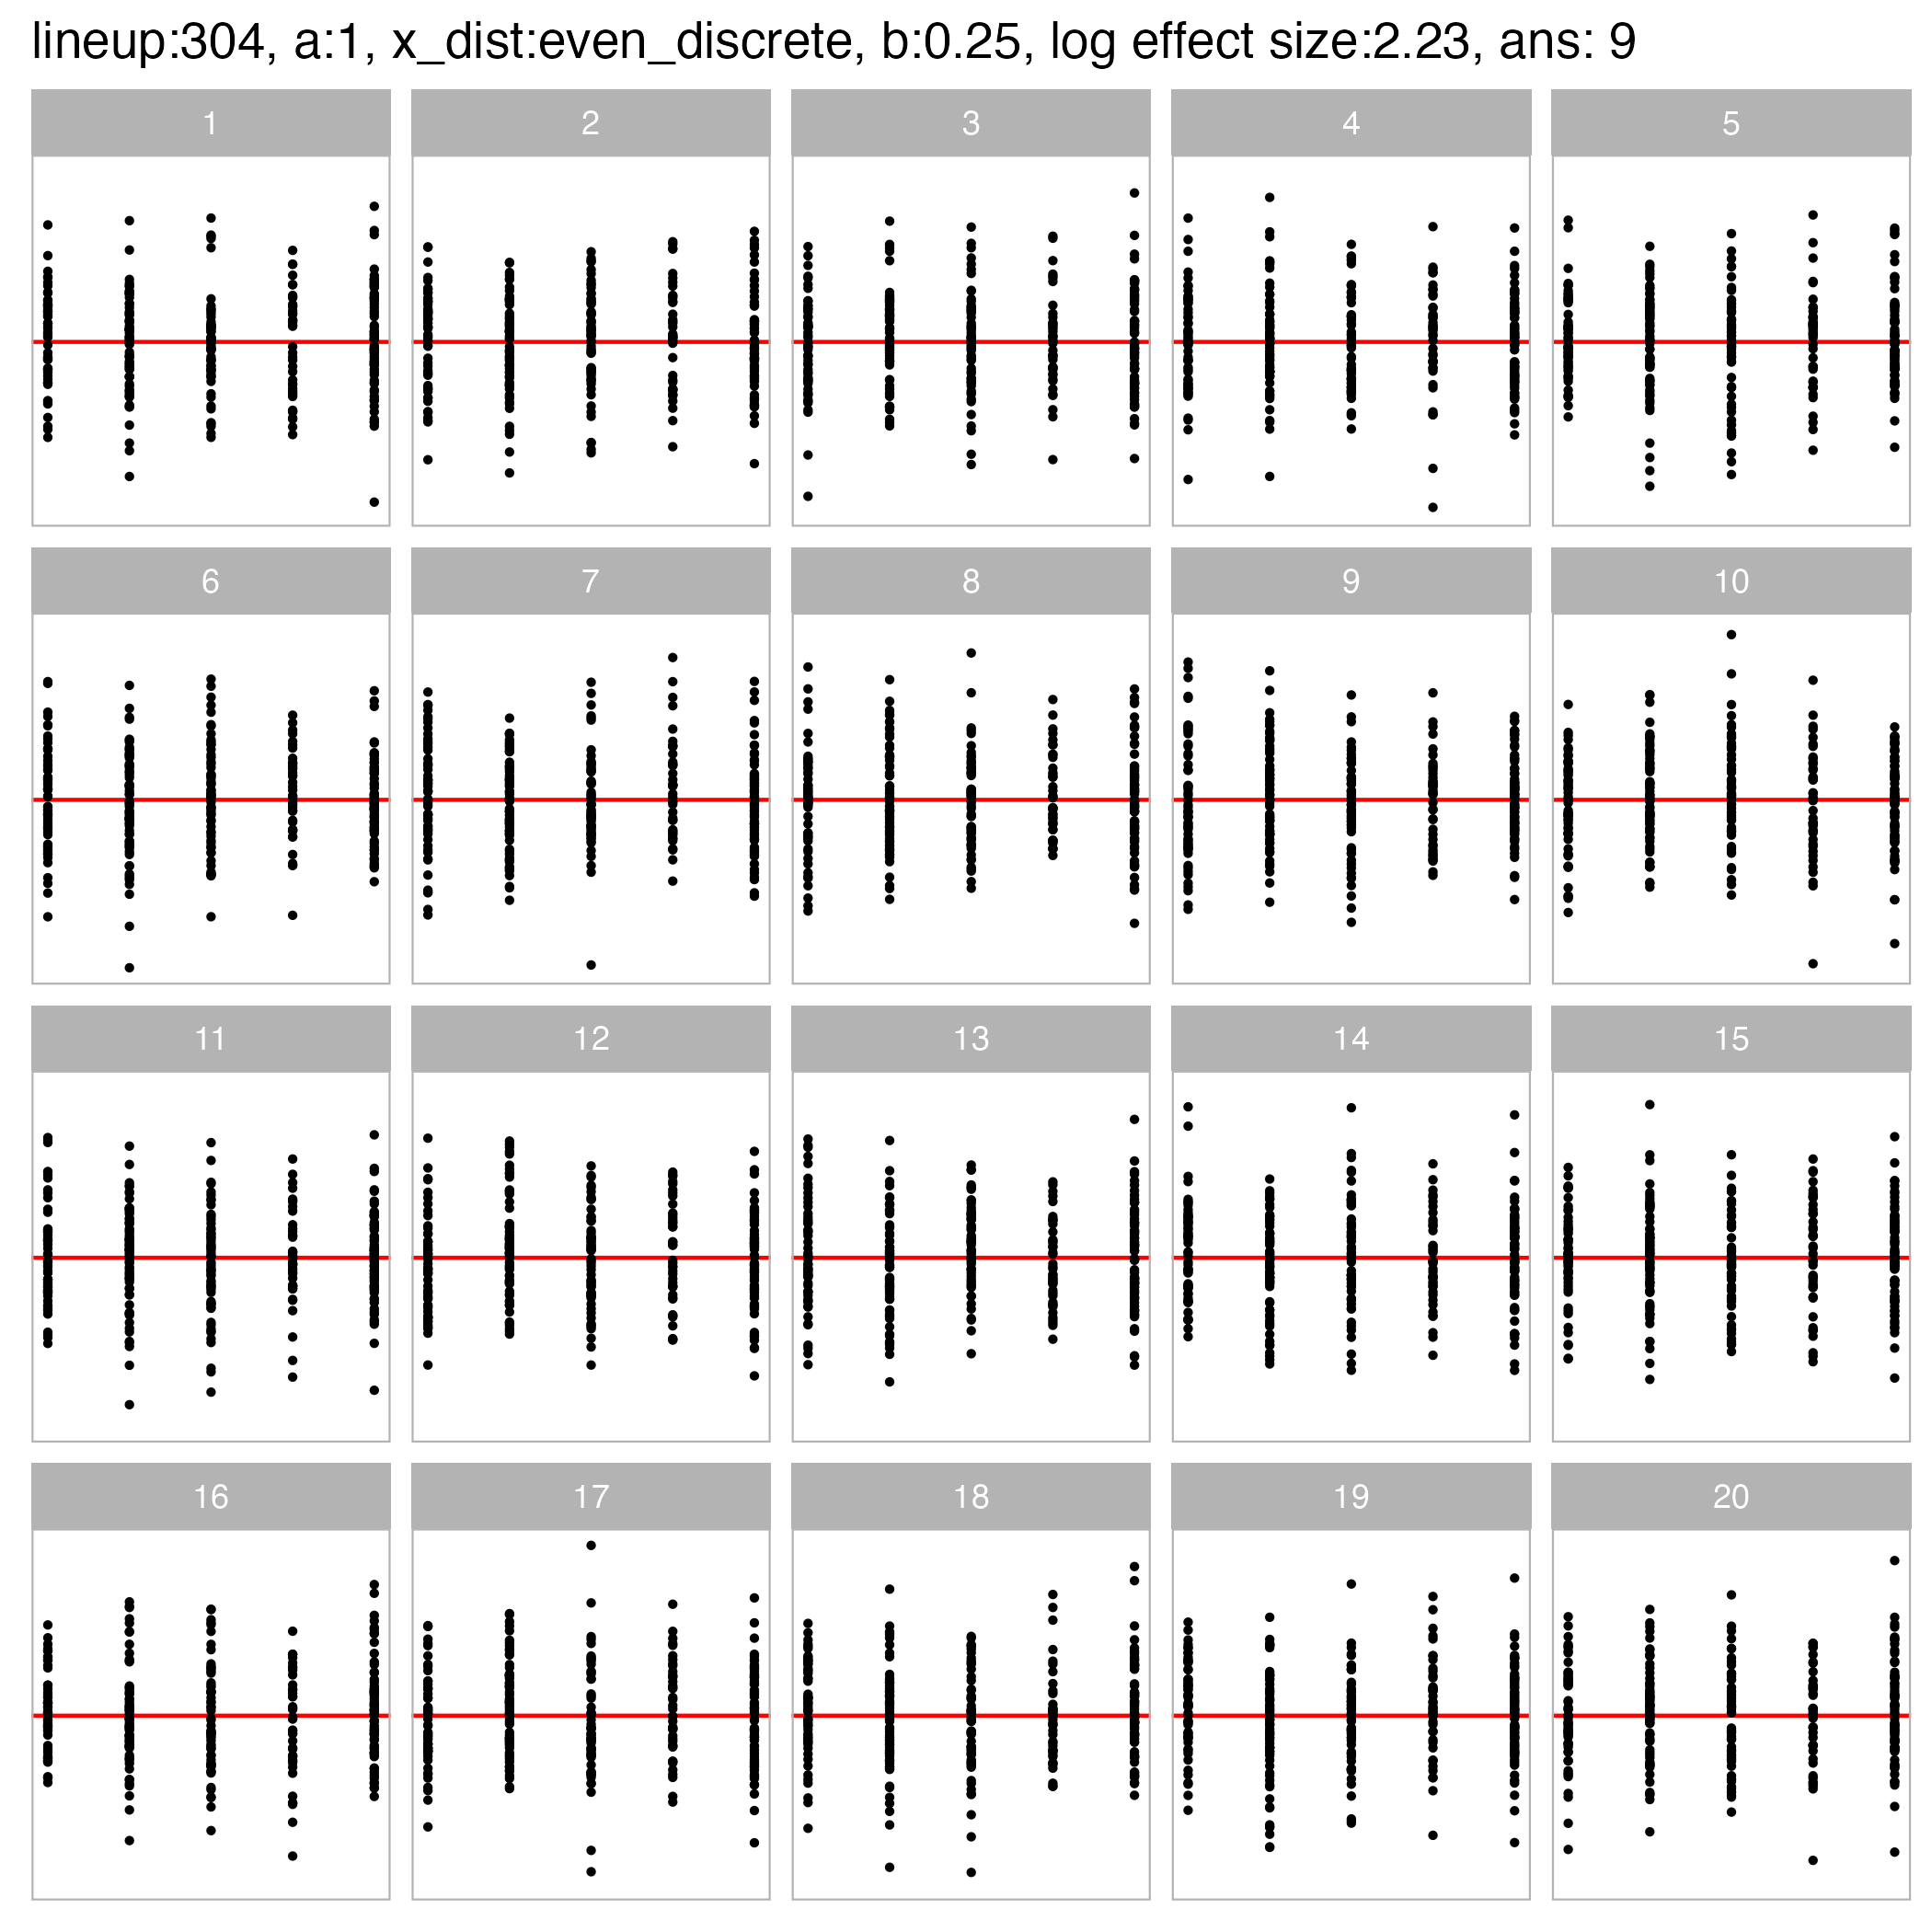 lineup:304, a:1, x_dist:even_discrete, b:0.25, log effect size:2.23, ans: 9
1 2 3 4 5
6 7 8 9 10
11 12 13 14 15
16 17 18 19 20